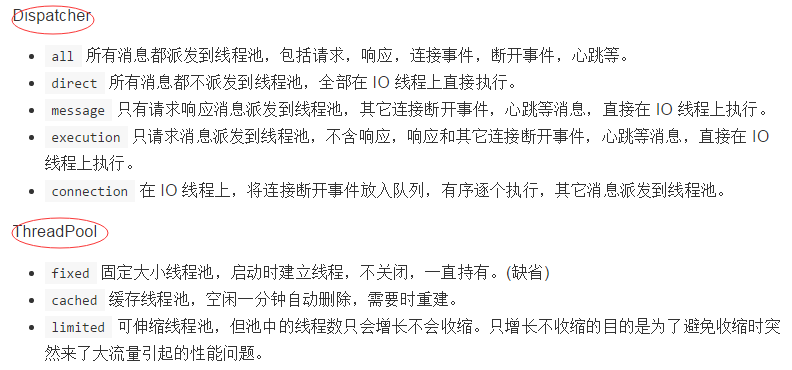 Dispatcher
all 所有消息都派发到线程池，包括请求，响应，连接事件，断开事件，心跳等。
direct 所有消息都不派发到线程池，全部在 IO 线程上直接执行。
message 只有请求响应消息派发到线程池，其它连接断开事件，心跳等消息，直接在 IO 线程上执行。
execution 只请求消息派发到线程池，不含响应，响应和其它连接断开事件，心跳等消息，直接在 IO
线程上执行。
connection 在 IO 线程上，将连接断开事件放入队列，有序逐个执行，其它消息派发到线程池。
ThreadPool
fixed 固定大小线程池，启动时建立线程，不关闭，一直持有。(缺省)
cached 缓存线程池，空闲一分钟自动删除，需要时重建。
limited 可伸缩线程池，但池中的线程数只会增长不会收缩。只增长不收缩的目的是为了避免收缩时突
然来了大流量引起的性能问题。